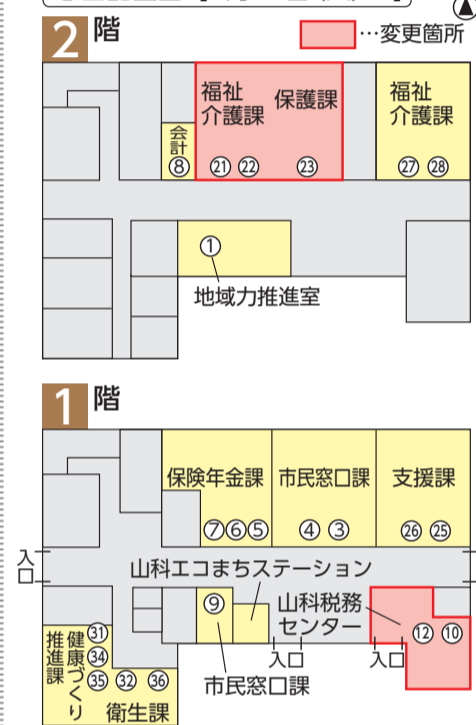 2階
…変更箇所
福祉
介護課
保護課
福祉
介護課
会計
⑧
㉑ ㉒
㉓
㉗ ㉘
①
地域力推進室
1階
保険年金課
市民窓口課
支援課
⑦⑥⑤
④ ③
㉖ ㉕
入口
山科エコまちステーション
⑨
山科税務
センター
⑫ ⑩
入口
入口
市民窓口課
健康づくり
推進課
㉛
㉞
㉟ ㉜ ㊱
衛生課